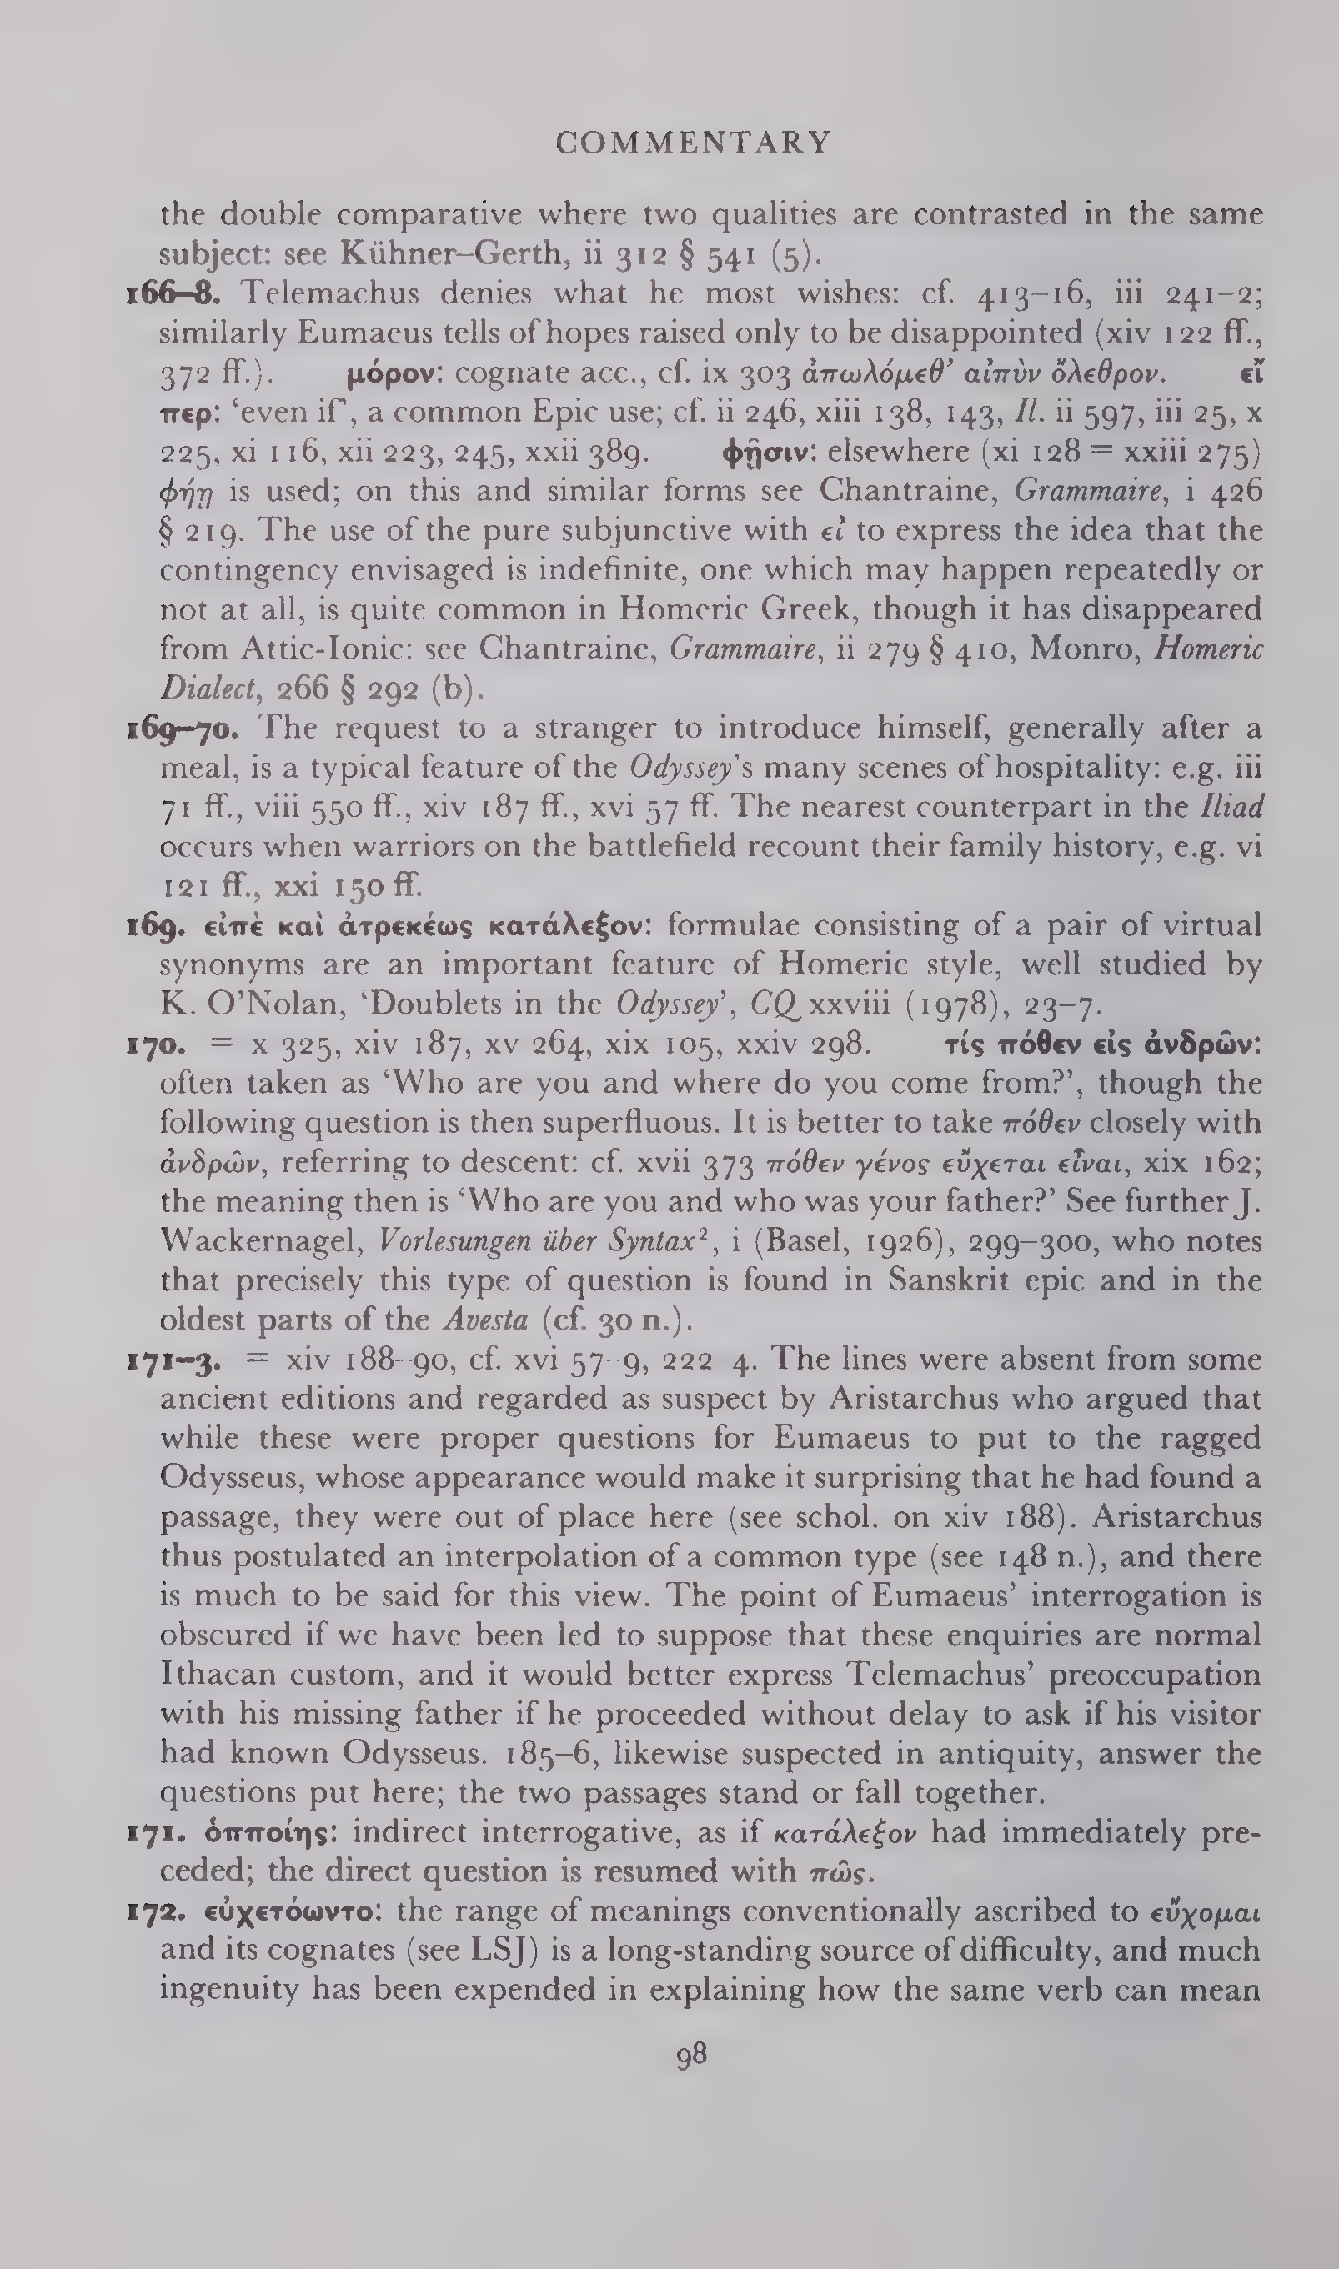 COMMENTARY
the double comparative where two qualities are contrasted in the same
subject: see Kühner–Gerth, ii 312 § 541 (5).
166–8. Telemachus denies what he most wishes: cf. 413–16, iii 241–2;
similarly Eumaeus tells of hopes raised only to be disappointed (xiv 122 ff.,
372 ff.). μόρον: cognate acc., cf. ix 303 ἀπωλόμεθ’ αἰπὺν ὄλεθρον. εἴ
περ: ‘even if’, a common Epic use; cf. ii 246, xiii 138, 143, Il. ii 597, iii 25, x
225, xi 116, xii 223, 245, xxii 389. φῇσιν: elsewhere (xi 128 = xxiii 275)
φήῃ is used; on this and similar forms see Chantraine, Grammaire, i 426
§ 219. The use of the pure subjunctive with εἰ to express the idea that the
contingency envisaged is indefinite, one which may happen repeatedly or
not at all, is quite common in Homeric Greek, though it has disappeared
from Attic-Ionic: see Chantraine, Grammaire, ii 279 § 410, Monro, Homeric
Dialect, 266 § 292 (b).
169–70. The request to a stranger to introduce himself, generally after a
meal, is a typical feature of the Odyssey’s many scenes of hospitality: e.g. iii
71 ff., viii 550 ff., xiv 187 ff., xvi 57 ff. The nearest counterpart in the Iliad
occurs when warriors on the battlefield recount their family history, e.g. vi
121 ff., xxi 150 ff.
169. εἰπὲ καὶ ἀτρεκέως κατάλεξον: formulae consisting of a pair of virtual
synonyms are an important feature of Homeric style, well studied by
K. O’Nolan, ‘Doublets in the Odyssey’, CQ xxviii (1978), 23–7.
170. = x 325, xiv 187, xv 264, xix 105, xxiv 298. τίς πόθεν εἰς ἀνδρῶν:
often taken as ‘Who are you and where do you come from?’, though the
following question is then superfluous. It is better to take πόθεν closely with
ἀνδρῶν, referring to descent: cf. xvii 373 πόθεν γένος εὔχεται εἶναι, xix 162;
the meaning then is ‘Who are you and who was your father?’ See further J.
Wackernagel, Vorlesungen über Syntax², i (Basel, 1926), 299–300, who notes
that precisely this type of question is found in Sanskrit epic and in the
oldest parts of the Avesta (cf. 30 n.).
171–3. = xiv 188–90, cf. xvi 57–9, 222–4. The lines were absent from some
ancient editions and regarded as suspect by Aristarchus who argued that
while these were proper questions for Eumaeus to put to the ragged
Odysseus, whose appearance would make it surprising that he had found a
passage, they were out of place here (see schol. on xiv 188). Aristarchus
thus postulated an interpolation of a common type (see 148 n.), and there
is much to be said for this view. The point of Eumaeus’ interrogation is
obscured if we have been led to suppose that these enquiries are normal
Ithacan custom, and it would better express Telemachus’ preoccupation
with his missing father if he proceeded without delay to ask if his visitor
had known Odysseus. 185–6, likewise suspected in antiquity, answer the
questions put here; the two passages stand or fall together.
171. ὁπποίης: indirect interrogative, as if κατάλεξον had immediately pre-
ceded; the direct question is resumed with πῶς.
172. εὐχετόωντο: the range of meanings conventionally ascribed to εὔχομαι
and its cognates (see LSJ) is a long-standing source of difficulty, and much
ingenuity has been expended in explaining how the same verb can mean
98